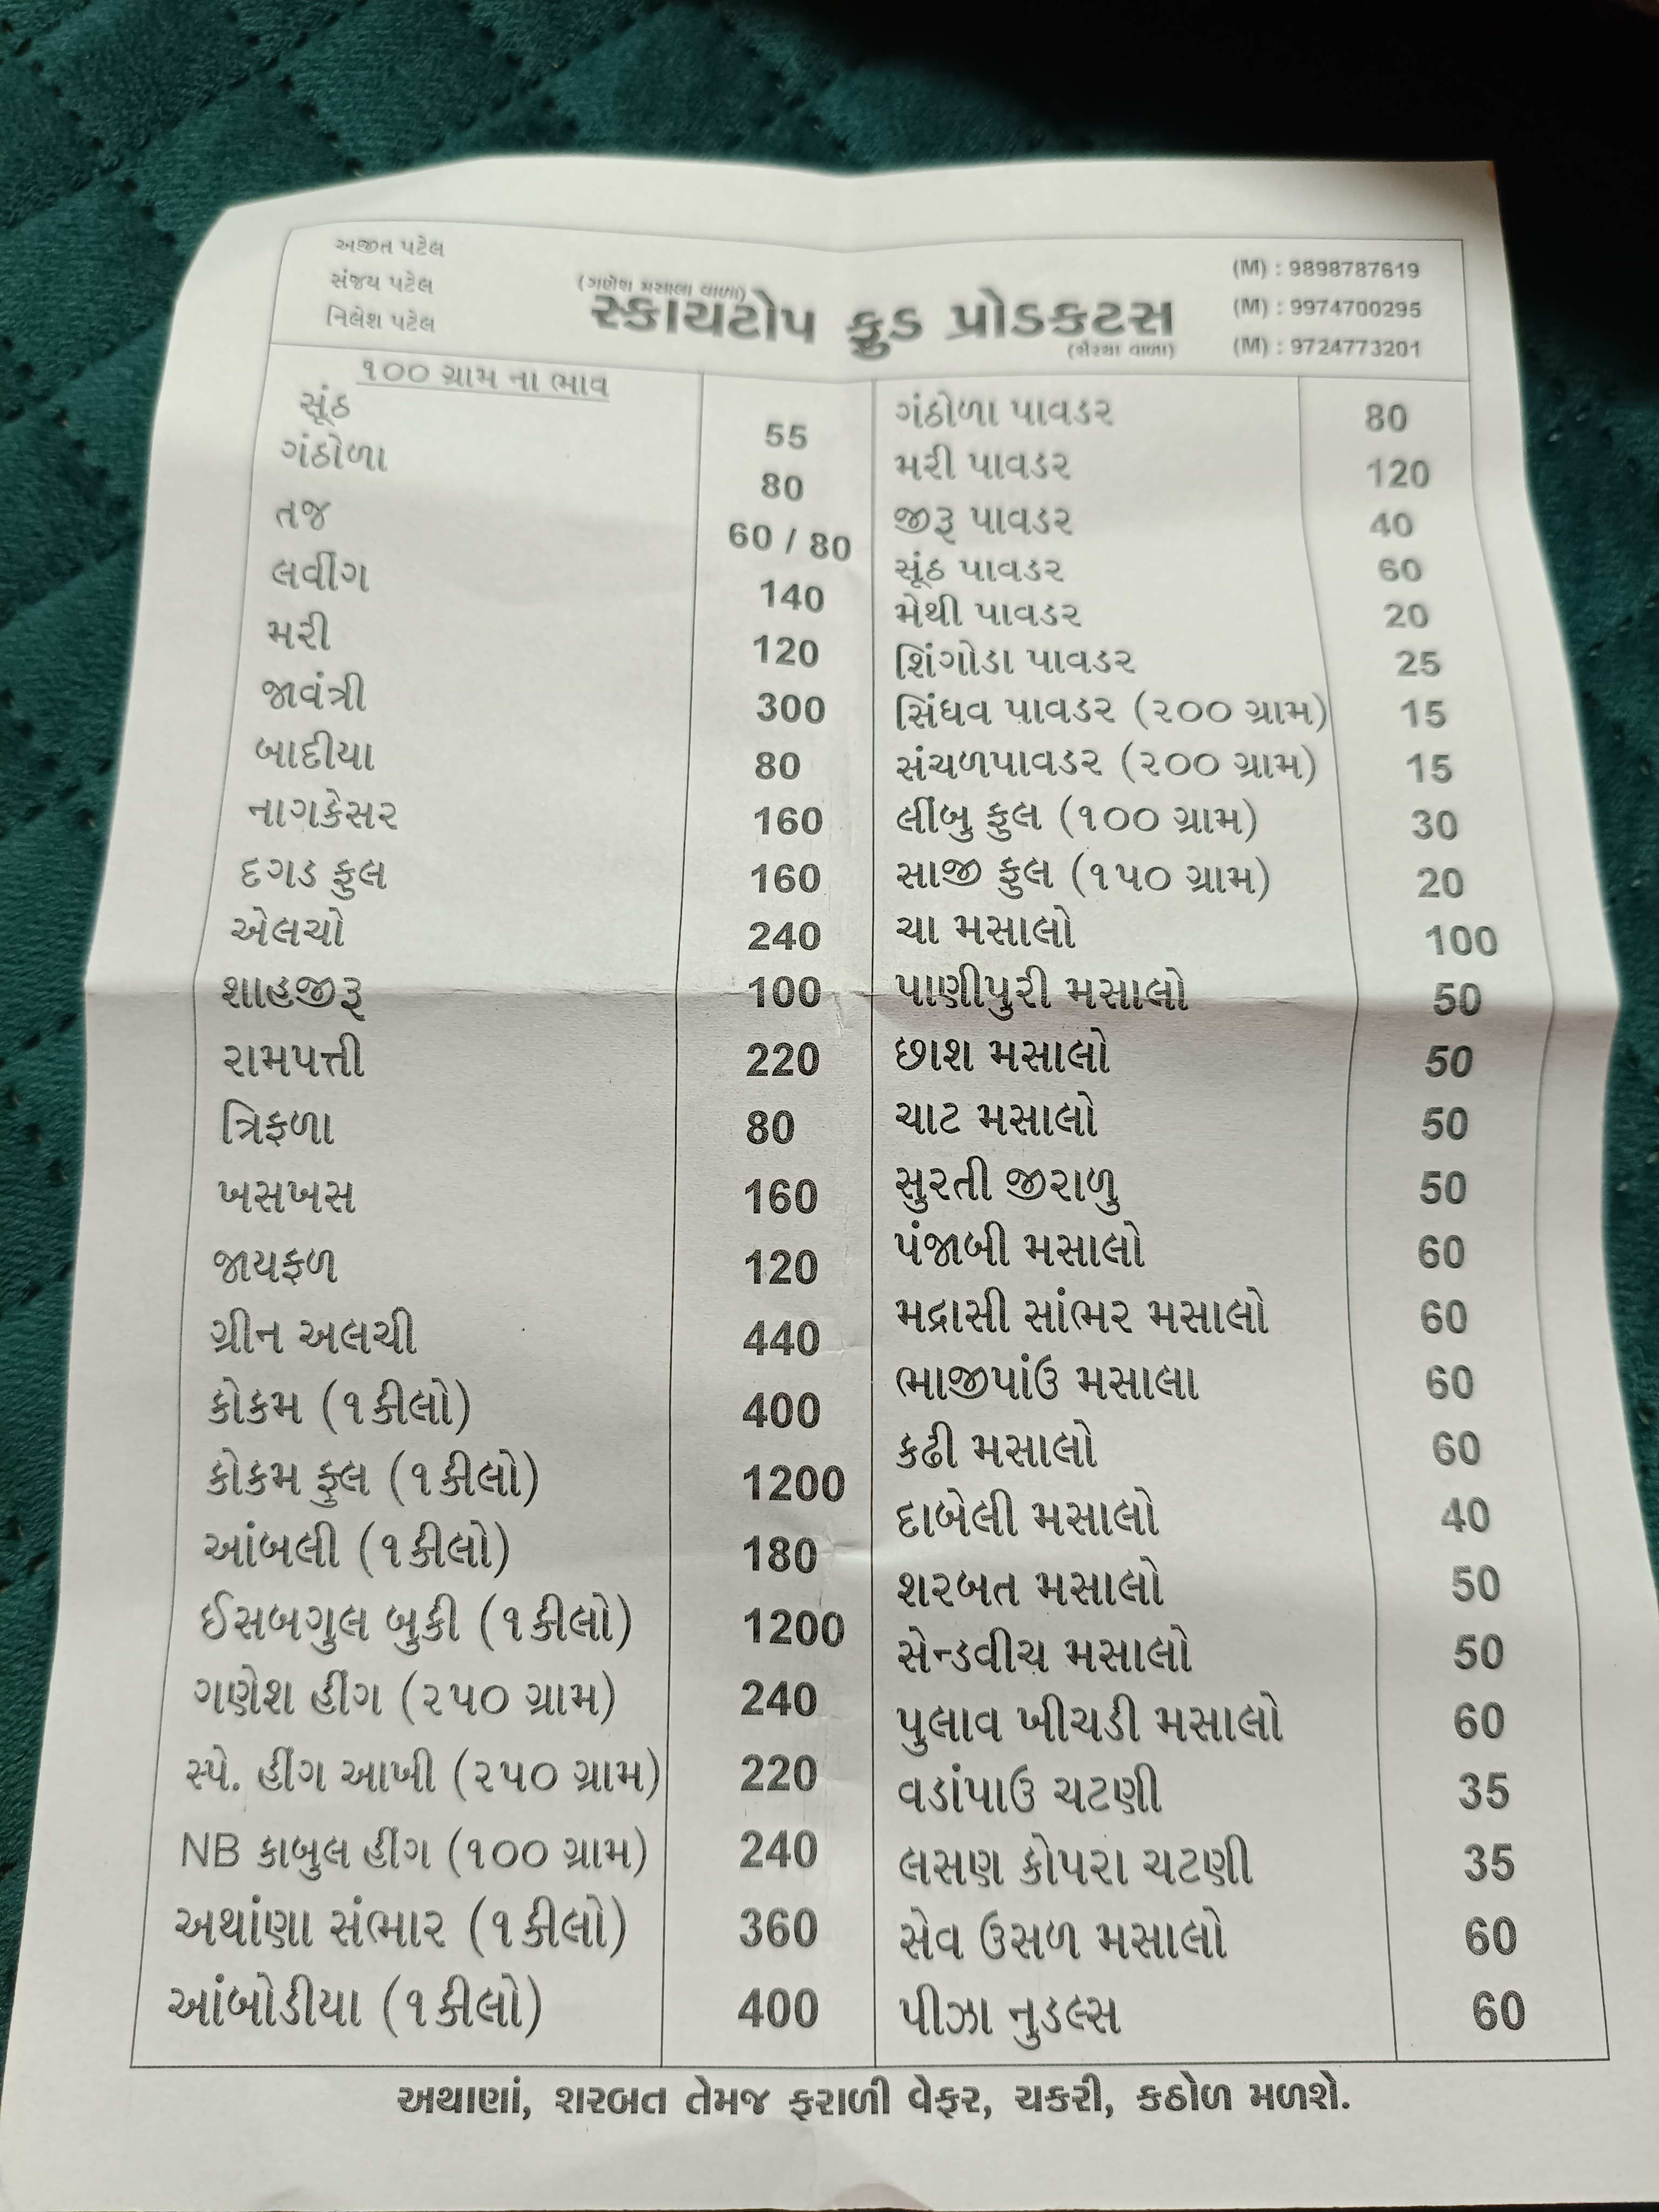 અજીત પટેલ
સંજય પટેલ
નિલેશ પટેલ
(ગણેશ મસાલા વાળા)
સ્કાયટોપ ફુડ પ્રોડકટસ
(સૈરયા વાળા)
(M) : 9898787619
(M) : 9974700295
(M) : 9724773201
૧૦૦ ગ્રામ ના ભાવ
સૂંઠ 55
ગંઠોળા 80
તજ 60 / 80
લવીંગ 140
મરી 120
જાવંત્રી 300
બાદીયા 80
નાગકેસર 160
દગડ ફુલ 160
એલચો 240
શાહજીરૂ 100
રામપત્તી 220
ત્રિફળા 80
ખસખસ 160
જાયફળ 120
ગ્રીન અલચી 440
કોકમ (૧કીલો) 400
કોકમ ફુલ (૧કીલો) 1200
આંબલી (૧કીલો) 180
ઈસબગુલ બુકી (૧કીલો) 1200
ગણેશ હીંગ (૨૫૦ ગ્રામ) 240
સ્પે. હીંગ આખી (૨૫૦ ગ્રામ) 220
NB કાબુલ હીંગ (૧૦૦ ગ્રામ) 240
અથાંણા સંભાર (૧કીલો) 360
આંબોડીયા (૧કીલો) 400
ગંઠોળા પાવડર 80
મરી પાવડર 120
જીરૂ પાવડર 40
સૂંઠ પાવડર 60
મેથી પાવડર 20
શિંગોડા પાવડર 25
સિંધવ પાવડર (૨૦૦ ગ્રામ) 15
સંચળપાવડર (૨૦૦ ગ્રામ) 15
લીંબુ ફુલ (૧૦૦ ગ્રામ) 30
સાજી ફુલ (૧૫૦ ગ્રામ) 20
ચા મસાલો 100
પાણીપુરી મસાલો 50
છાશ મસાલો 50
ચાટ મસાલો 50
સુરતી જીરાળુ 50
પંજાબી મસાલો 60
મદ્રાસી સાંભર મસાલો 60
ભાજીપાંઉ મસાલા 60
કઢી મસાલો 60
દાબેલી મસાલો 40
શરબત મસાલો 50
સેન્ડવીચ મસાલો 50
પુલાવ ખીચડી મસાલો 60
વડાંપાઉ ચટણી 35
લસણ કોપરા ચટણી 35
સેવ ઉસળ મસાલો 60
પીઝા નુડલ્સ 60
અથાણાં, શરબત તેમજ ફરાળી વેફર, ચકરી, કઠોળ મળશે.